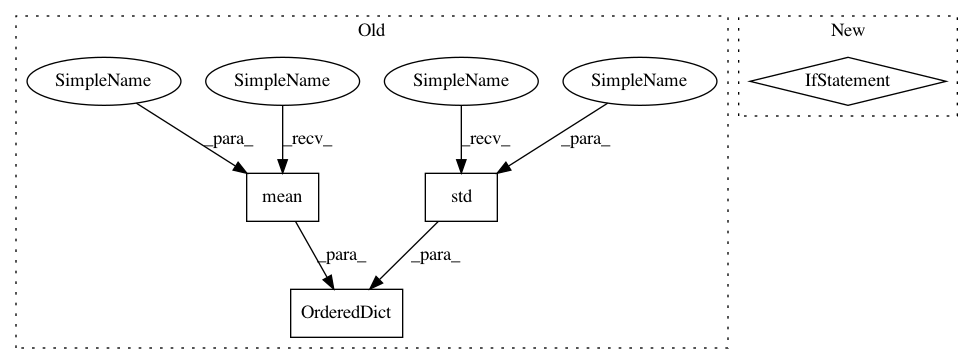 Old
New
SimpleName SimpleName SimpleName SimpleName IfStatement
_para_ _recv_ _recv_ _para_
mean std
_para_ _para_
OrderedDict